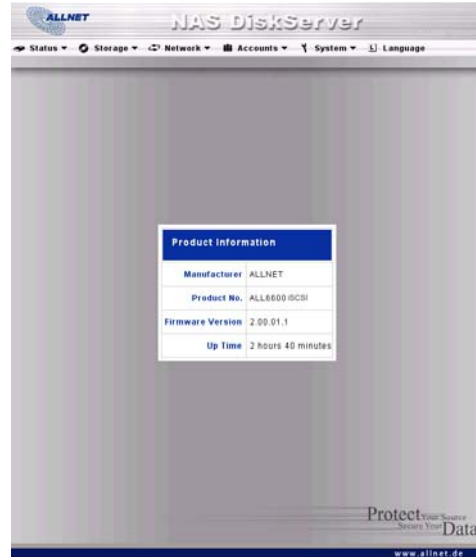 ALLNET
NAS DiskServer
Status Storage Network Accounts System Language
Product Information
Manufacturer ALLNET
Product No. ALL6600 iSCSI
Firmware Version 2.00.01.1
Up Time 2 hours 40 minutes
Protect Your Source
Secure Your Data
www.allnet.de